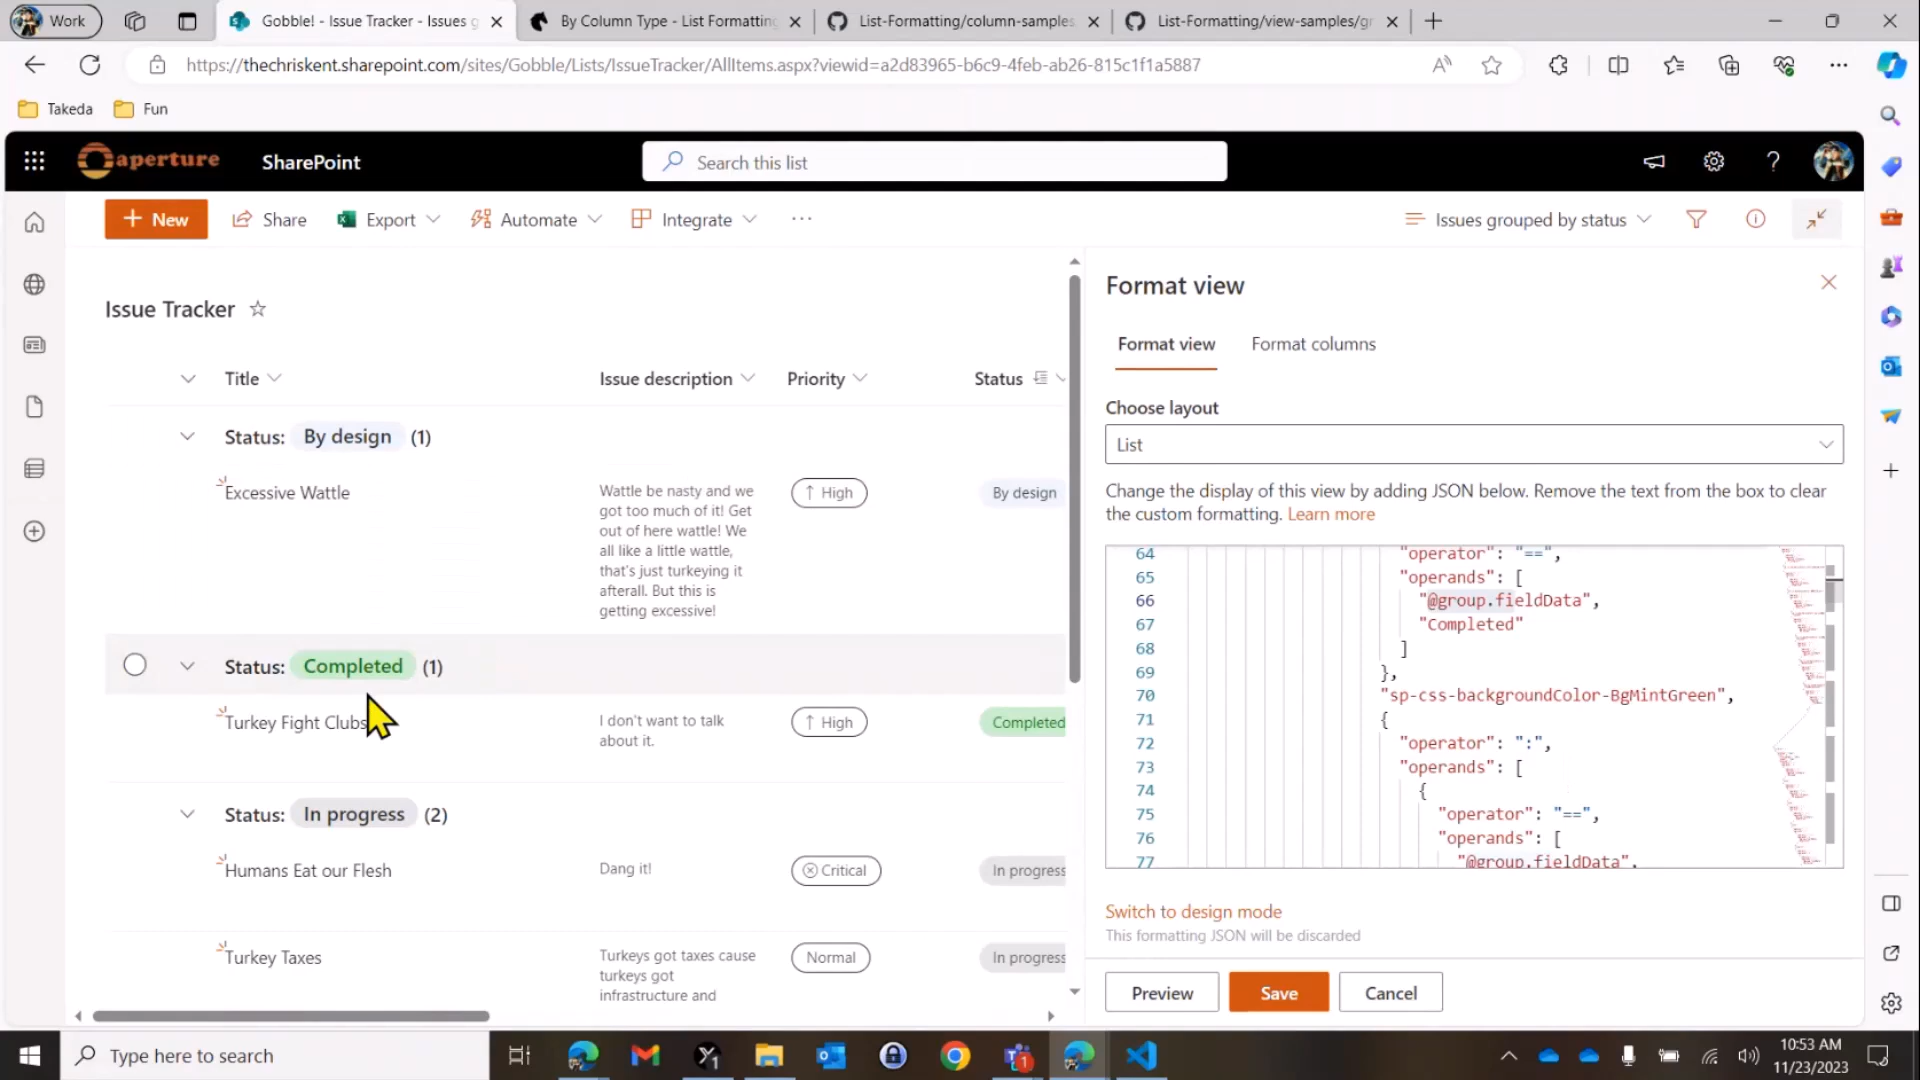 Work
Gobble! - Issue Tracker - Issues g
By Column Type - List Formatting
List-Formatting/column-samples
List-Formatting/view-samples/gr
https://thechriskent.sharepoint.com/sites/Gobble/Lists/IssueTracker/AllItems.aspx?viewid=a2d83965-b6c9-4feb-ab26-815c1f1a5887
Takeda
Fun
aperture
SharePoint
Search this list
+ New
Share
Export
Automate
Integrate
...
Issues grouped by status
Issue Tracker
Title
Issue description
Priority
Status
Status: By design (1)
Excessive Wattle
Wattle be nasty and we
got too much of it! Get
out of here wattle! We
all like a little wattle,
that's just turkeying it
afterall. But this is
getting excessive!
High
By design
Status: Completed (1)
Turkey Fight Clubs
I don't want to talk
about it.
High
Completed
Status: In progress (2)
Humans Eat our Flesh
Dang it!
Critical
In progress
Turkey Taxes
Turkeys got taxes cause
turkeys got
infrastructure and
Normal
In progress
Format view
Format view
Format columns
Choose layout
List
Change the display of this view by adding JSON below. Remove the text from the box to clear
the custom formatting. Learn more
64 "operator": "==",
65 "operands": [
66 "@group.fieldData",
67 "Completed"
68 ]
69 },
70 "sp-css-backgroundColor-BgMintGreen",
71 {
72 "operator": ":",
73 "operands": [
74 {
75 "operator": "==",
76 "operands": [
77 "@group.fieldData",
Switch to design mode
This formatting JSON will be discarded
Preview
Save
Cancel
Type here to search
1
10:53 AM
11/23/2023